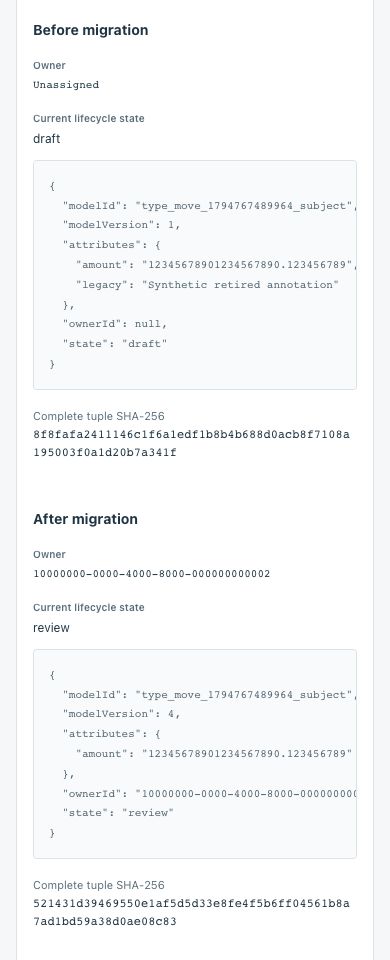 Before migration
Owner
Unassigned
Current lifecycle state
draft
{
"modelId": "type_move_1794767489964_subject",
"modelVersion": 1,
"attributes": {
"amount": "12345678901234567890.123456789",
"legacy": "Synthetic retired annotation"
},
"ownerId": null,
"state": "draft"
}
Complete tuple SHA-256
8f8fafa2411146c1f6a1edf1b8b4b688d0acb8f7108a
195003f0a1d20b7a341f
After migration
Owner
10000000-0000-4000-8000-000000000002
Current lifecycle state
review
{
"modelId": "type_move_1794767489964_subject",
"modelVersion": 4,
"attributes": {
"amount": "12345678901234567890.123456789"
},
"ownerId": "10000000-0000-4000-8000-00000000
"state": "review"
}
Complete tuple SHA-256
521431d39469550e1af5d5d33e8fe4f5b6ff04561b8a
7ad1bd59a38d0ae08c83